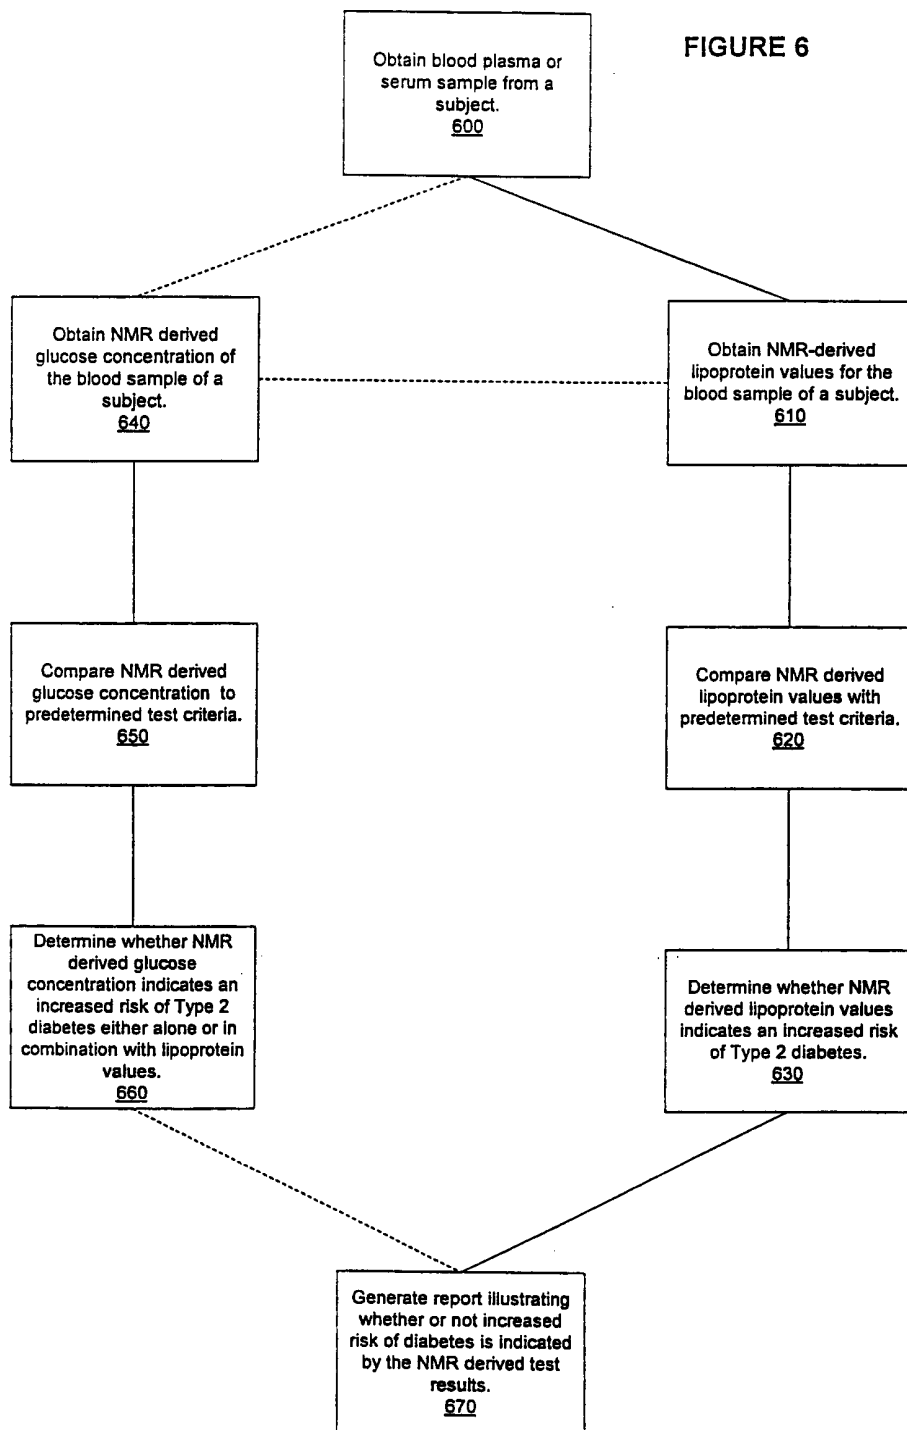 FIGURE 6
Obtain blood plasma or
serum sample from a
subject.
600
Obtain NMR derived
glucose concentration of
the blood sample of a
subject.
640
Obtain NMR-derived
lipoprotein values for the
blood sample of a subject.
610
Compare NMR derived
glucose concentration to
predetermined test criteria.
650
Compare NMR derived
lipoprotein values with
predetermined test criteria.
620
Determine whether NMR
derived glucose
concentration indicates an
increased risk of Type 2
diabetes either alone or in
combination with lipoprotein
values.
660
Determine whether NMR
derived lipoprotein values
indicates an increased risk
of Type 2 diabetes.
630
Generate report illustrating
whether or not increased
risk of diabetes is indicated
by the NMR derived test
results.
670